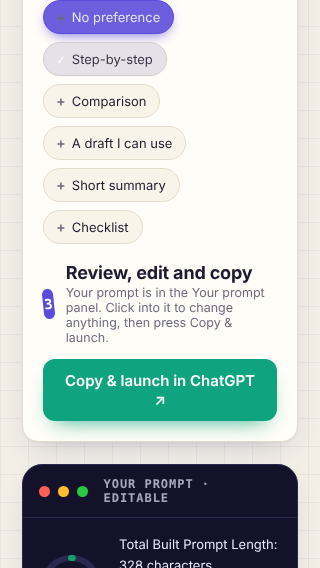 + No preference
✓ Step-by-step
+ Comparison
+ A draft I can use
+ Short summary
+ Checklist
3
Review, edit and copy
Your prompt is in the Your prompt
panel. Click into it to change
anything, then press Copy &
launch.
Copy & launch in ChatGPT
↗
YOUR PROMPT ·
EDITABLE
Total Built Prompt Length:
328 characters